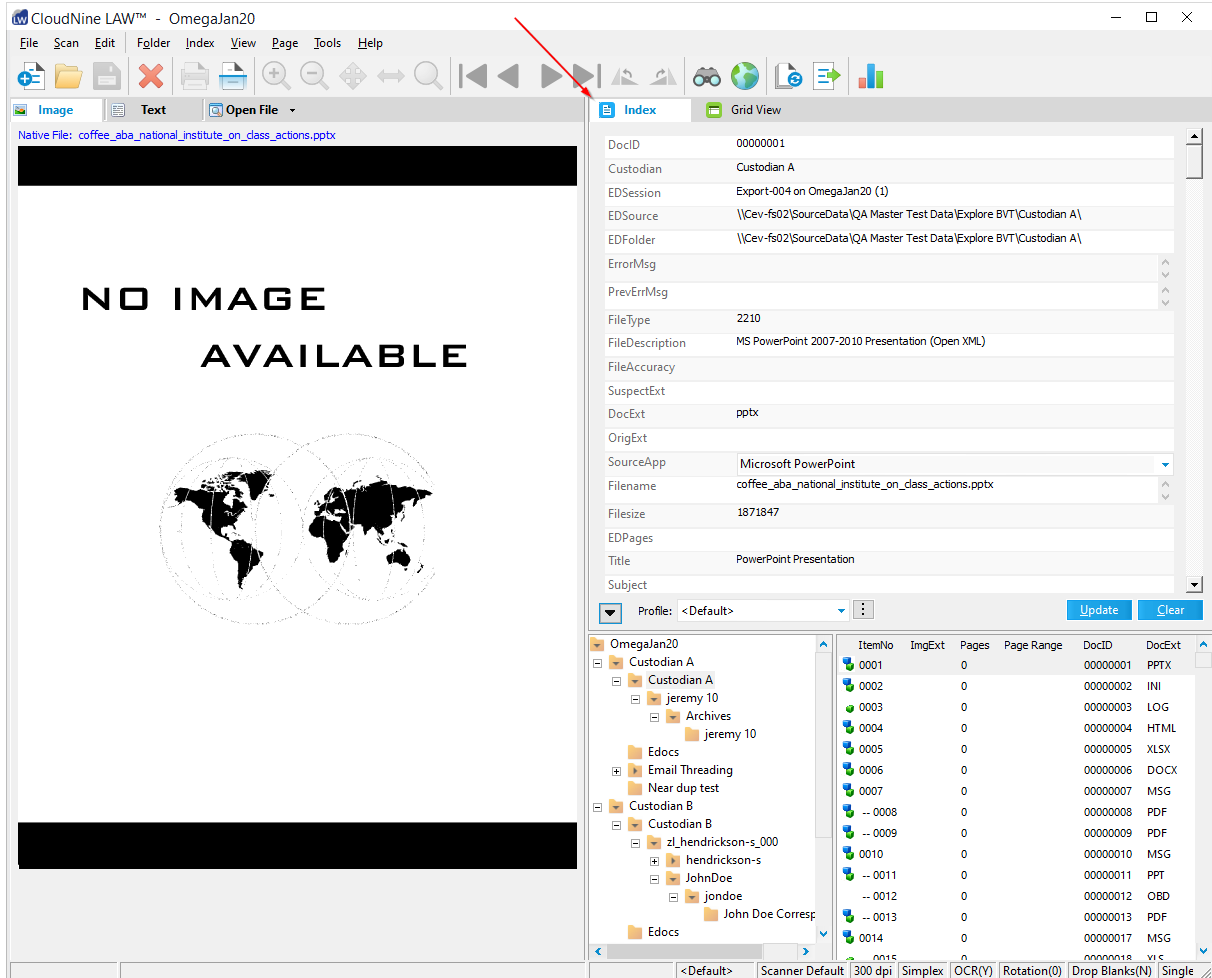 CloudNine LAW™ - OmegaJan20
File Scan Edit Folder Index View Page Tools Help
Image Text Open File
Native File: coffee_aba_national_institute_on_class_actions.pptx
NO IMAGE
AVAILABLE
Index Grid View
DocID 00000001
Custodian Custodian A
EDSession Export-004 on OmegaJan20 (1)
EDSource \\Cev-fs02\SourceData\QA Master Test Data\Explore BVT\Custodian A\
EDFolder \\Cev-fs02\SourceData\QA Master Test Data\Explore BVT\Custodian A\
ErrorMsg
PrevErrMsg
FileType 2210
FileDescription MS PowerPoint 2007-2010 Presentation (Open XML)
FileAccuracy
SuspectExt
DocExt pptx
OrigExt
SourceApp Microsoft PowerPoint
Filename coffee_aba_national_institute_on_class_actions.pptx
Filesize 1871847
EDPages
Title PowerPoint Presentation
Subject
Profile: <Default> Update Clear
OmegaJan20
Custodian A
Custodian A
jeremy 10
Archives
jeremy 10
Edocs
Email Threading
Near dup test
Custodian B
Custodian B
zl_hendrickson-s_000
hendrickson-s
JohnDoe
jondoe
John Doe Corresp
Edocs
ItemNo ImgExt Pages Page Range DocID DocExt
0001 0 00000001 PPTX
0002 0 00000002 INI
0003 0 00000003 LOG
0004 0 00000004 HTML
0005 0 00000005 XLSX
0006 0 00000006 DOCX
0007 0 00000007 MSG
-- 0008 0 00000008 PDF
-- 0009 0 00000009 PDF
0010 0 00000010 MSG
-- 0011 0 00000011 PPT
-- 0012 0 00000012 OBD
-- 0013 0 00000013 PDF
0014 0 00000017 MSG
-- 0015 0 00000018 XLS
<Default> Scanner Default 300 dpi Simplex OCR(Y) Rotation(0) Drop Blanks(N) Single